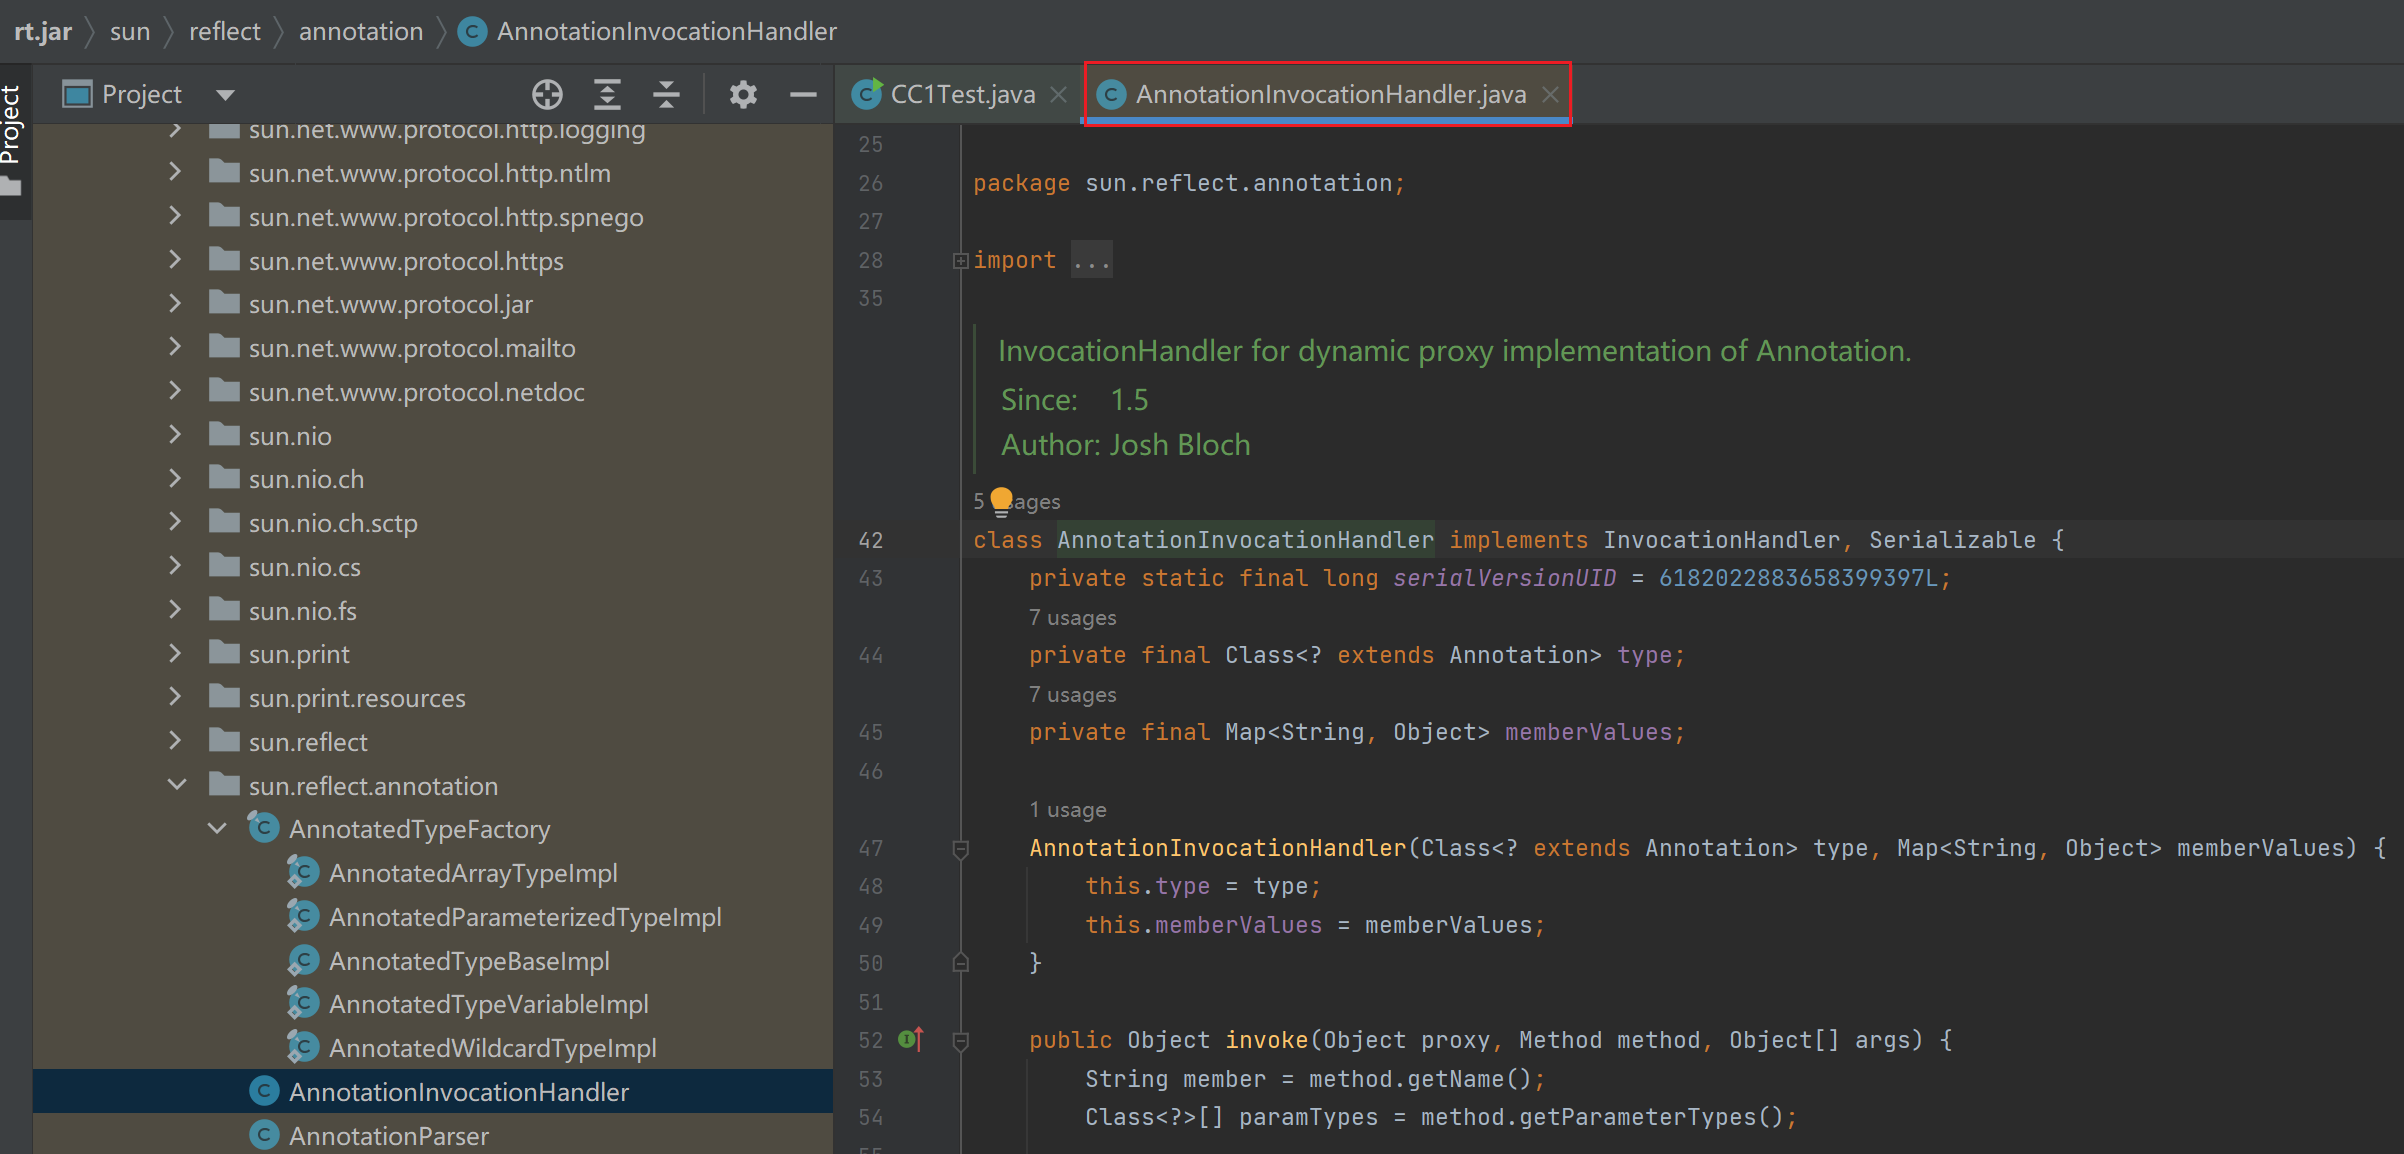 rt.jar sun reflect annotation AnnotationInvocationHandler
Project
Project
CC1Test.java
AnnotationInvocationHandler.java
sun.net.www.protocol.http.logging
sun.net.www.protocol.http.ntlm
sun.net.www.protocol.http.spnego
sun.net.www.protocol.https
sun.net.www.protocol.jar
sun.net.www.protocol.mailto
sun.net.www.protocol.netdoc
sun.nio
sun.nio.ch
sun.nio.ch.sctp
sun.nio.cs
sun.nio.fs
sun.print
sun.print.resources
sun.reflect
sun.reflect.annotation
AnnotatedTypeFactory
AnnotatedArrayTypeImpl
AnnotatedParameterizedTypeImpl
AnnotatedTypeBaseImpl
AnnotatedTypeVariableImpl
AnnotatedWildcardTypeImpl
AnnotationInvocationHandler
AnnotationParser
25
26 package sun.reflect.annotation;
27
28 import ...
35
InvocationHandler for dynamic proxy implementation of Annotation.
Since: 1.5
Author: Josh Bloch
5 usages
42 class AnnotationInvocationHandler implements InvocationHandler, Serializable {
43 private static final long serialVersionUID = 6182022883658399397L;
7 usages
44 private final Class<? extends Annotation> type;
7 usages
45 private final Map<String, Object> memberValues;
46
1 usage
47 AnnotationInvocationHandler(Class<? extends Annotation> type, Map<String, Object> memberValues) {
48 this.type = type;
49 this.memberValues = memberValues;
50 }
51
52 public Object invoke(Object proxy, Method method, Object[] args) {
53 String member = method.getName();
54 Class<?>[] paramTypes = method.getParameterTypes();
55